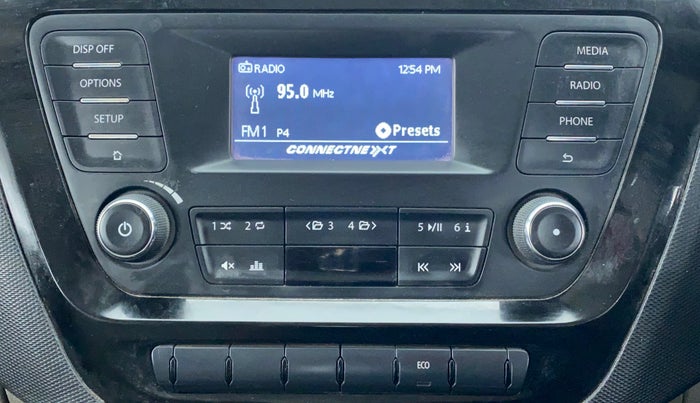 DISP OFF
OPTIONS
SETUP
RADIO 12:54 PM
95.0 MHz
FM1 P4 Presets
CONNECTNEXT
MEDIA
RADIO
PHONE
1 2 3 4 5 6 i
ECO